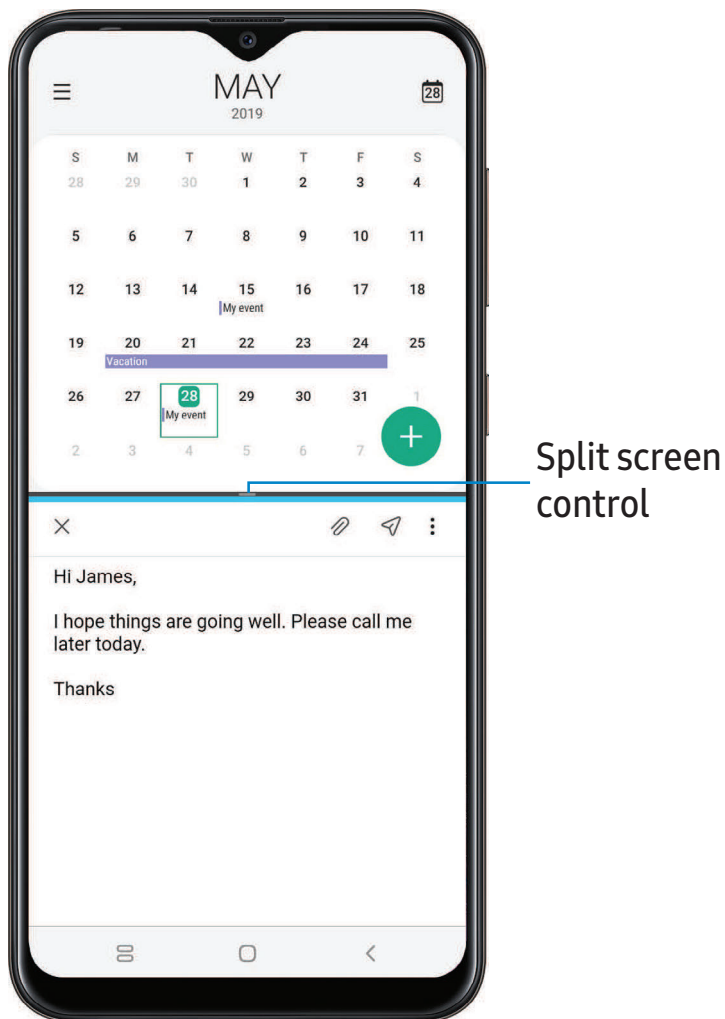 MAY
28
2019
S M T W T F S
28 29 30 1 2 3 4
5 6 7 8 9 10 11
12 13 14 15 16 17 18
My event
19 20 21 22 23 24 25
Vacation
26 27 28 29 30 31 1
My event
2 3 4 5 6 7
Split screen
control
Hi James,
I hope things are going well. Please call me
later today.
Thanks